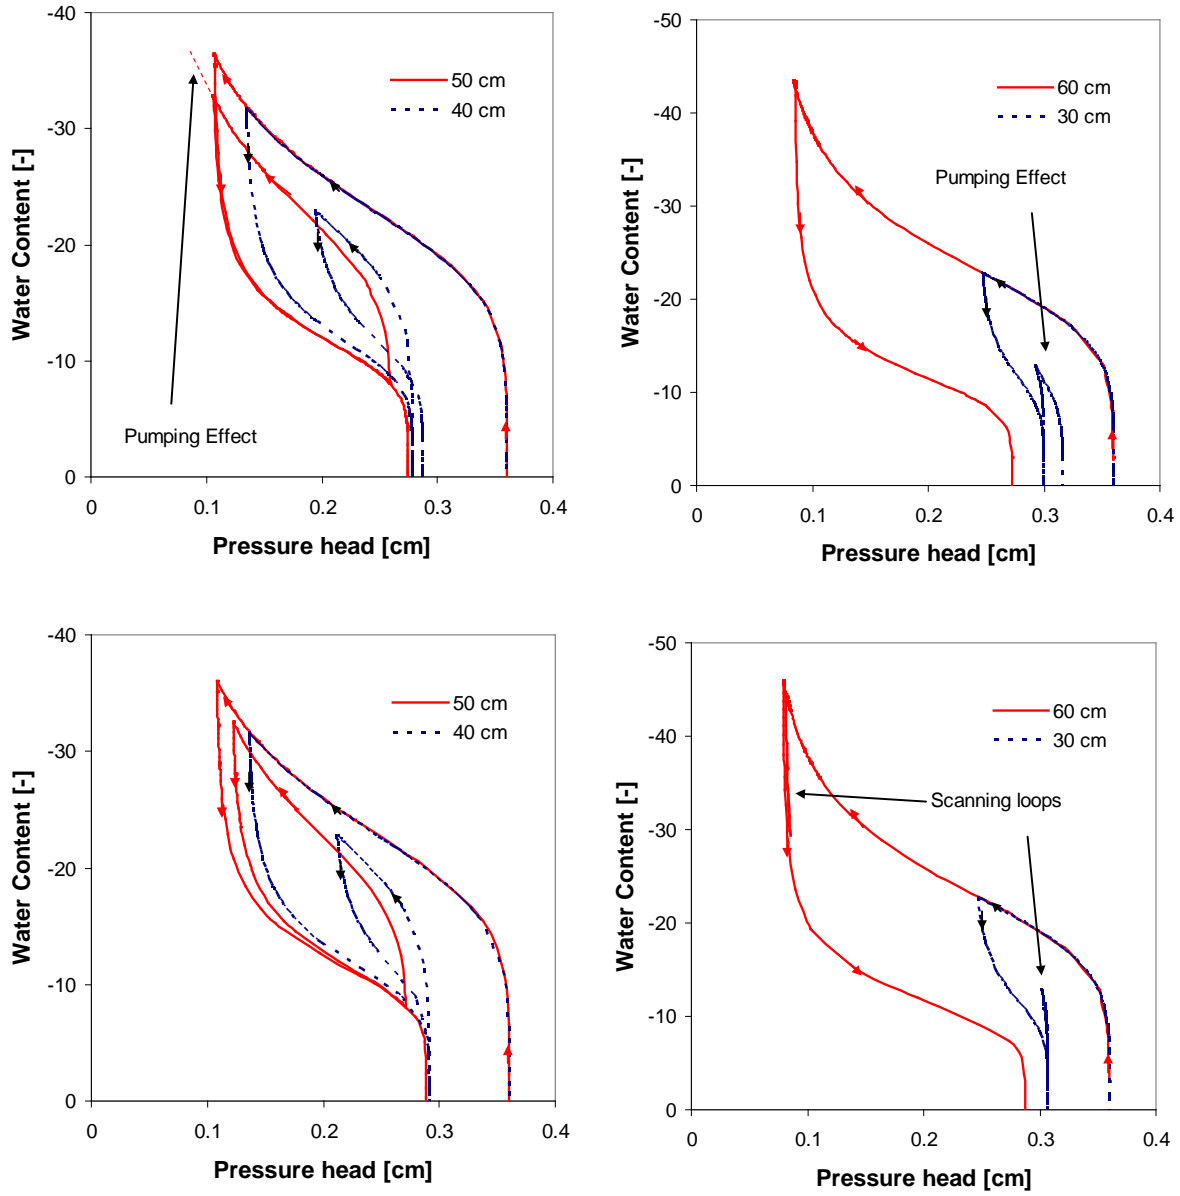 -40
-30
-20
-10
0
0
0.1
0.2
0.3
0.4
Water Content [-]
Pressure head [cm]
50 cm
40 cm
Pumping Effect
-50
-40
-30
-20
-10
0
0
0.1
0.2
0.3
0.4
Water Content [-]
Pressure head [cm]
60 cm
30 cm
Pumping Effect
-40
-30
-20
-10
0
0
0.1
0.2
0.3
0.4
Water Content [-]
Pressure head [cm]
50 cm
40 cm
-50
-40
-30
-20
-10
0
0
0.1
0.2
0.3
0.4
Water Content [-]
Pressure head [cm]
60 cm
30 cm
Scanning loops